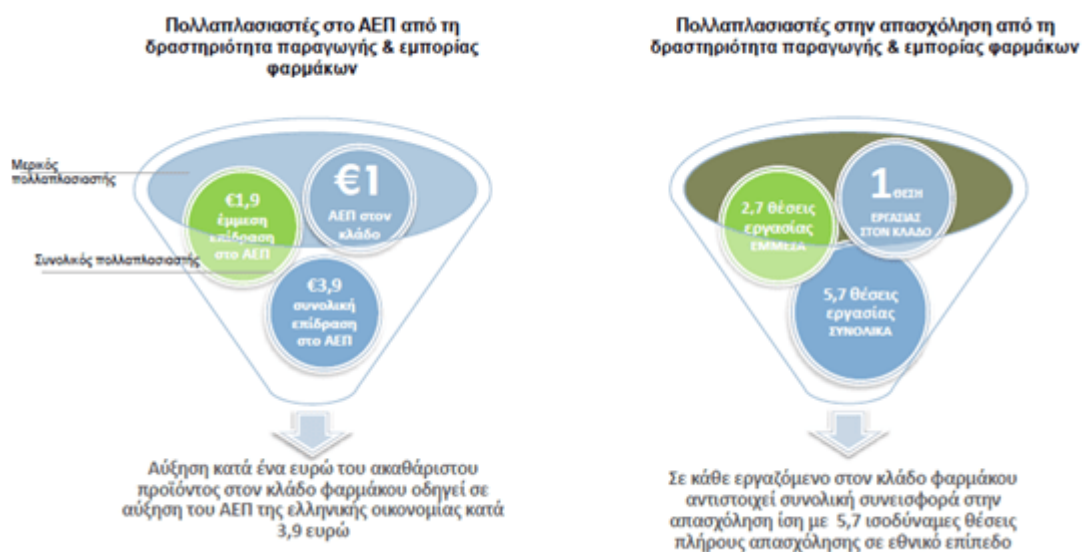 Πολλαπλασιαστές στο ΑΕΠ από τη
δραστηριότητα παραγωγής & εμπορίας
φαρμάκων
Μερικός
πολλαπλασιαστής
€1
ΑΕΠ στον
κλάδο
€1,9
έμμεση
επίδραση
στο ΑΕΠ
Συνολικός πολλαπλασιαστής
€3,9
συνολική
επίδραση
στο ΑΕΠ
Αύξηση κατά ένα ευρώ του ακαθάριστου
προϊόντος στον κλάδο φαρμάκου οδηγεί σε
αύξηση του ΑΕΠ της ελληνικής οικονομίας κατά
3,9 ευρώ
Πολλαπλασιαστές στην απασχόληση από τη
δραστηριότητα παραγωγής & εμπορίας φαρμάκων
1 ΘΕΣΗ
ΕΡΓΑΣΙΑΣ
ΣΤΟΝ ΚΛΑΔΟ
2,7 θέσεις
εργασίας
ΕΜΜΕΣΑ
5,7 θέσεις
εργασίας
ΣΥΝΟΛΙΚΑ
Σε κάθε εργαζόμενο στον κλάδο φαρμάκου
αντιστοιχεί συνολική συνεισφορά στην
απασχόληση ίση με 5,7 ισοδύναμες θέσεις
πλήρους απασχόλησης σε εθνικό επίπεδο